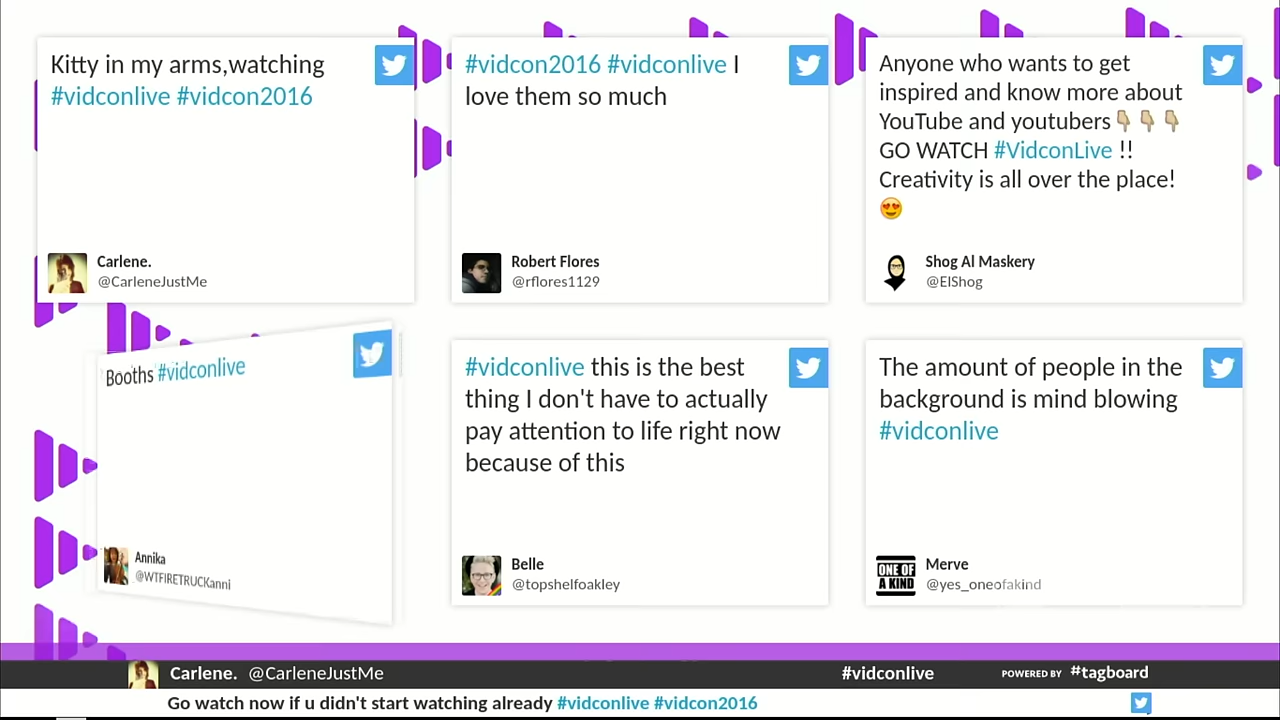 Kitty in my arms,watching
#vidconlive #vidcon2016
Carlene.
@CarleneJustMe
#vidcon2016 #vidconlive I
love them so much
Robert Flores
@rflores1129
Anyone who wants to get
inspired and know more about
YouTube and youtubers👇🏼👇🏼👇🏼
GO WATCH #VidconLive !!
Creativity is all over the place!
😍
Shog Al Maskery
@ElShog
Booths #vidconlive
Annika
@WTFIRETRUCKanni
#vidconlive this is the best
thing I don't have to actually
pay attention to life right now
because of this
Belle
@topshelfoakley
The amount of people in the
background is mind blowing
#vidconlive
ONE OF
A KIND
Merve
@yes_oneofakind
Carlene. @CarleneJustMe #vidconlive POWERED BY #tagboard
Go watch now if u didn't start watching already #vidconlive #vidcon2016